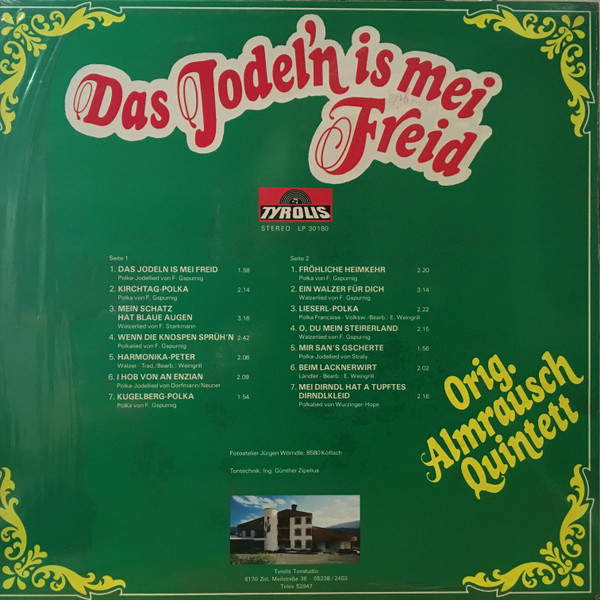 Das Jodel'n is mei
Freid
TYROLIS
STEREO LP 30180
Seite 1
1. DAS JODELN IS MEI FREID 1.58
Polka-Jodellied von F. Gspurnig
2. KIRCHTAG-POLKA 2.14
Polka von F. Gspurnig
3. MEIN SCHATZ
HAT BLAUE AUGEN 3.18
Walzerlied von F. Starkmann
4. WENN DIE KNOSPEN SPRÜH'N 2.42
Polkalied von F. Gspurnig
5. HARMONIKA-PETER 2.06
Walzer - Trad./Bearb.: Weingrill
6. I HOB VON AN ENZIAN 2.09
Polka-Jodellied von Dorfmann/Neuner
7. KUGELBERG-POLKA 1.54
Polka von F. Gspurnig
Seite 2
1. FRÖHLICHE HEIMKEHR 2.20
Polka von F. Gspurnig
2. EIN WALZER FÜR DICH 3.14
Walzerlied von F. Gspurnig
3. LIESERL-POLKA 2.22
Polka Française - Volksw./Bearb.: E. Weingrill
4. O, DU MEIN STEIRERLAND 2.15
Walzerlied von F. Gspurnig
5. MIR SAN'S GSCHERTE 1.56
Polka-Jodellied von Straly
6. BEIM LACKNERWIRT 2.02
Ländler - Bearb.: E. Weingrill
7. MEI DIRNDL HAT A TUPFTES
DIRNDLKLEID 2.16
Polkalied von Wurzinger-Hope
Orig.
Almrausch
Quintett
Fotoatelier Jürgen Wörndle, 8580 Köflach
Tontechnik: Ing. Günther Zipelius
Tyrolis Tonstudio
6170 Zirl, Meilstraße 36 - 05238/2403
Telex 53947